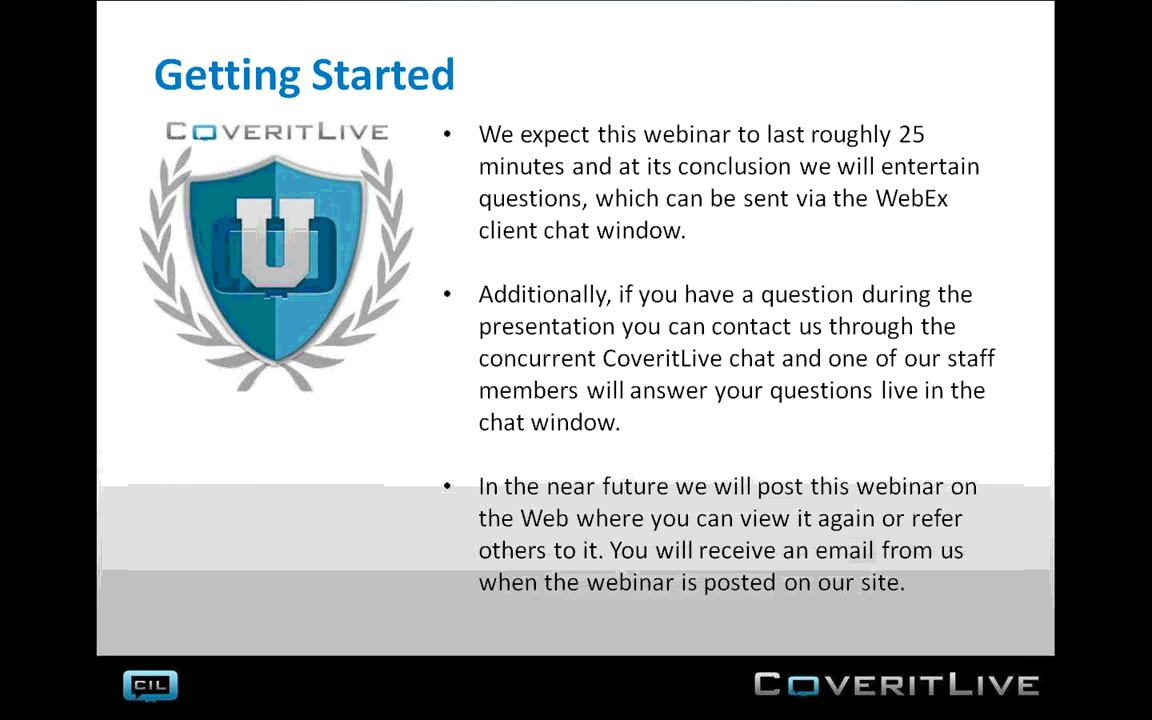 Getting Started
COVERITLIVE
U
• We expect this webinar to last roughly 25
minutes and at its conclusion we will entertain
questions, which can be sent via the WebEx
client chat window.
• Additionally, if you have a question during the
presentation you can contact us through the
concurrent CoveritLive chat and one of our staff
members will answer your questions live in the
chat window.
• In the near future we will post this webinar on
the Web where you can view it again or refer
others to it. You will receive an email from us
when the webinar is posted on our site.
CIL
COVERITLIVE